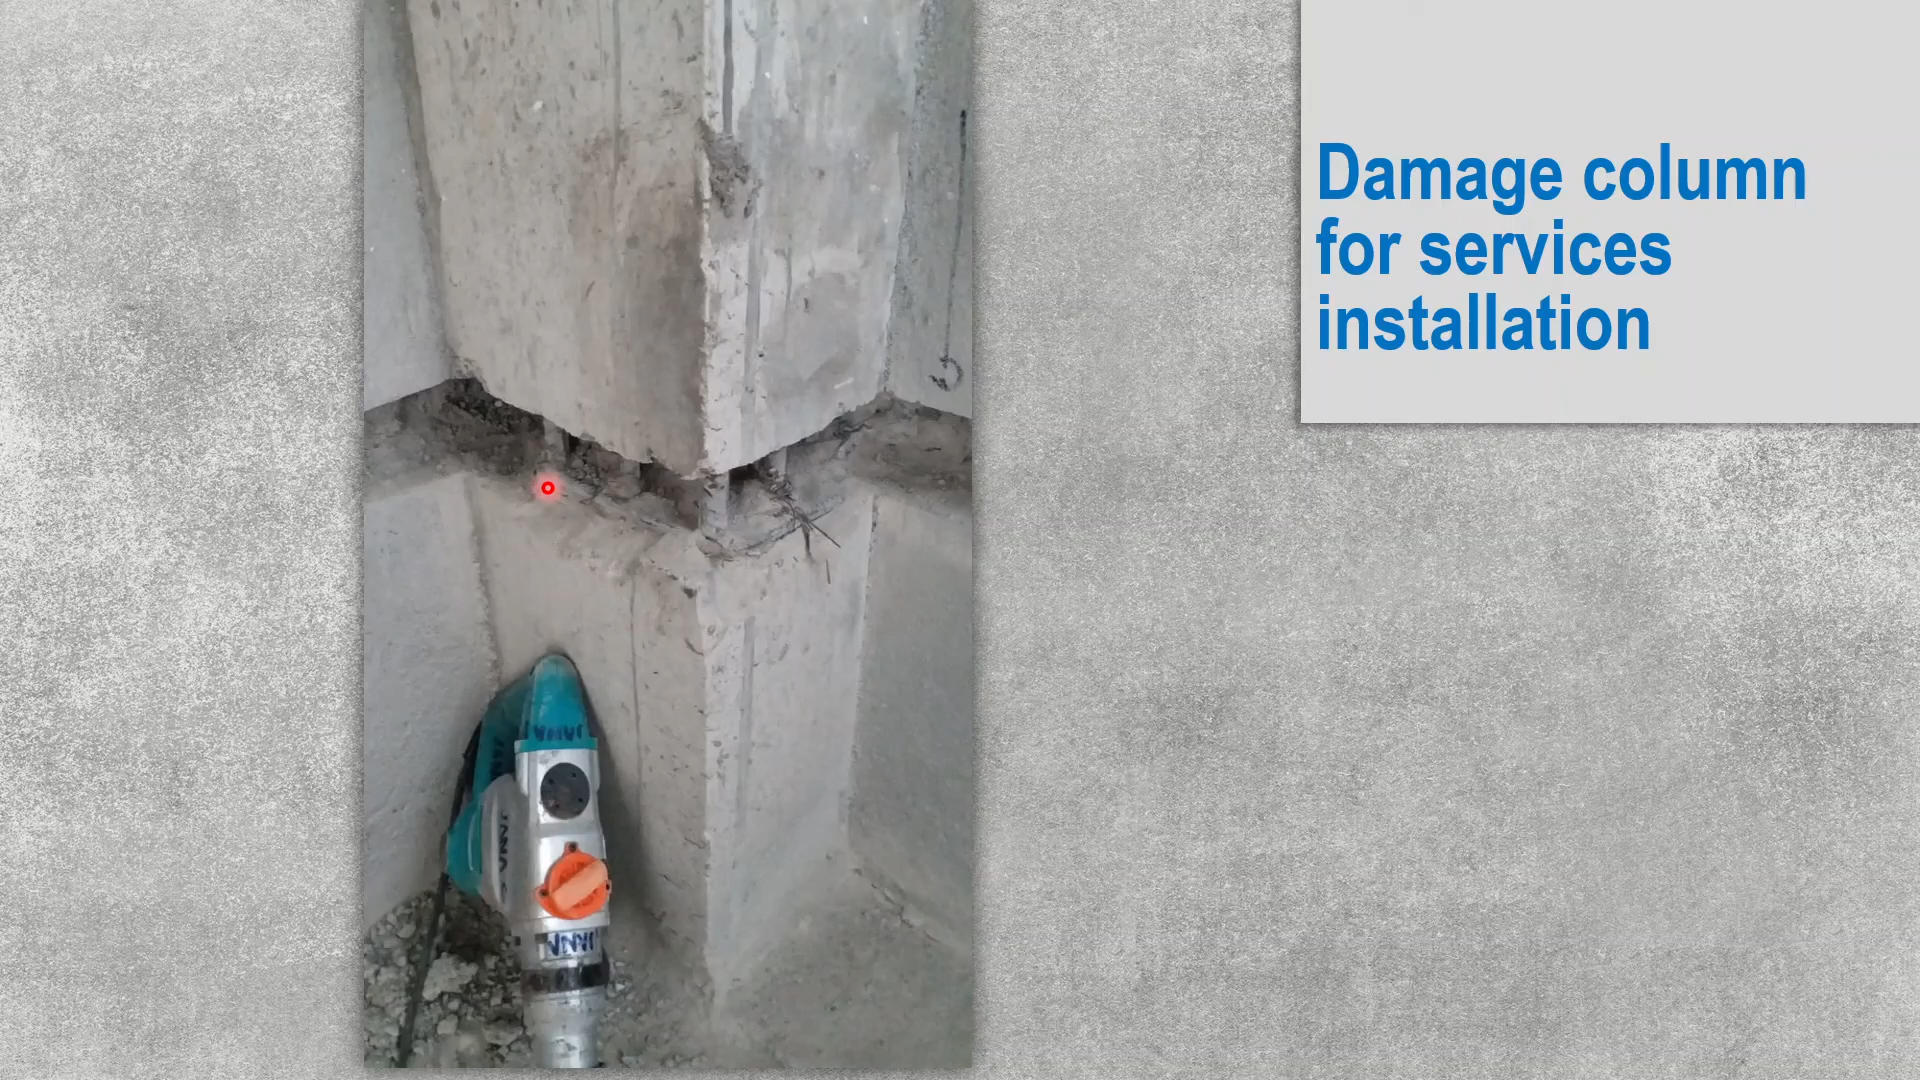 Damage column
for services
installation